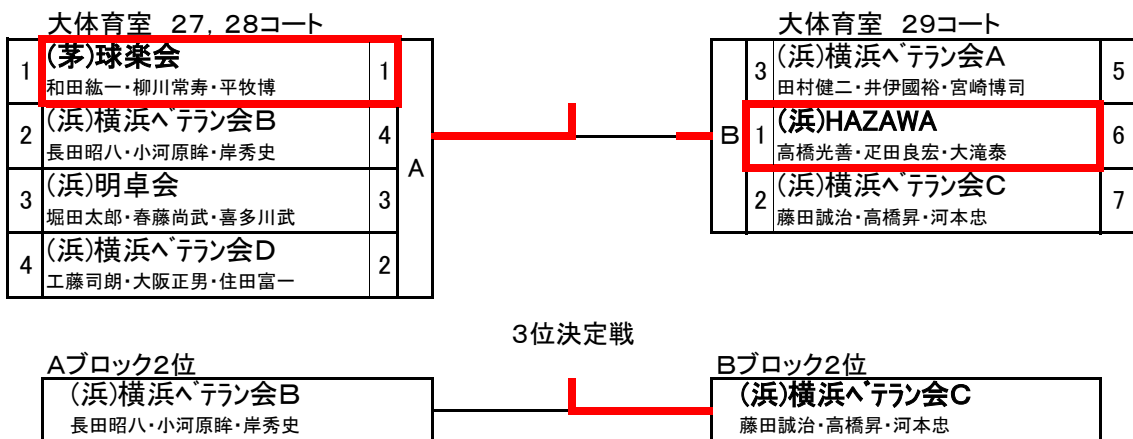 大体育室 27，28コート
1 (茅)球楽会 1
和田紘一・柳川常寿・平牧博
2 (浜)横浜ﾍﾞﾃﾗﾝ会B 4
長田昭八・小河原眸・岸秀史
3 (浜)明卓会 3
堀田太郎・春藤尚武・喜多川武
4 (浜)横浜ﾍﾞﾃﾗﾝ会D 2
工藤司朗・大阪正男・住田富一
A
大体育室 29コート
3 (浜)横浜ﾍﾞﾃﾗﾝ会A 5
田村健二・井伊國裕・宮崎博司
B 1 (浜)HAZAWA 6
高橋光善・疋田良宏・大滝泰
2 (浜)横浜ﾍﾞﾃﾗﾝ会C 7
藤田誠治・高橋昇・河本忠
3位決定戦
Aブロック2位
(浜)横浜ﾍﾞﾃﾗﾝ会B
長田昭八・小河原眸・岸秀史
Bブロック2位
(浜)横浜ﾍﾞﾃﾗﾝ会C
藤田誠治・高橋昇・河本忠